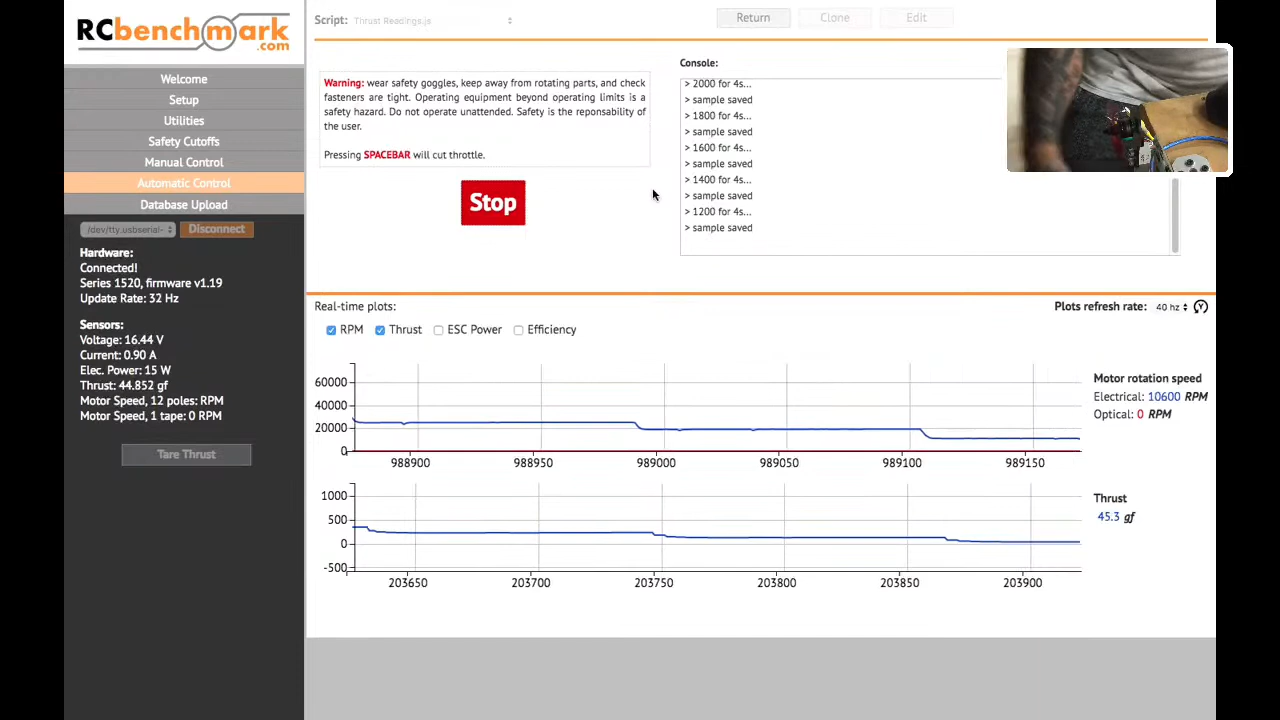 RCbenchmark
.com
Welcome
Setup
Utilities
Safety Cutoffs
Manual Control
Automatic Control
Database Upload
/dev/tty.usbserial-
Disconnect
Hardware:
Connected!
Series 1520, firmware v1.19
Update Rate: 32 Hz
Sensors:
Voltage: 16.44 V
Current: 0.90 A
Elec. Power: 15 W
Thrust: 44.852 gf
Motor Speed, 12 poles: RPM
Motor Speed, 1 tape: 0 RPM
Tare Thrust
Script: Thrust Readings.js
Return
Clone
Edit
Warning: wear safety goggles, keep away from rotating parts, and check
fasteners are tight. Operating equipment beyond operating limits is a
safety hazard. Do not operate unattended. Safety is the reponsability of
the user.
Pressing SPACEBAR will cut throttle.
Stop
Console:
> 2000 for 4s...
> sample saved
> 1800 for 4s...
> sample saved
> 1600 for 4s...
> sample saved
> 1400 for 4s...
> sample saved
> 1200 for 4s...
> sample saved
Real-time plots:
Plots refresh rate: 40 hz
Y
RPM
Thrust
ESC Power
Efficiency
60000
40000
20000
0
988900
988950
989000
989050
989100
989150
Motor rotation speed
Electrical: 10600 RPM
Optical: 0 RPM
1000
500
0
-500
203650
203700
203750
203800
203850
203900
Thrust
45.3 gf